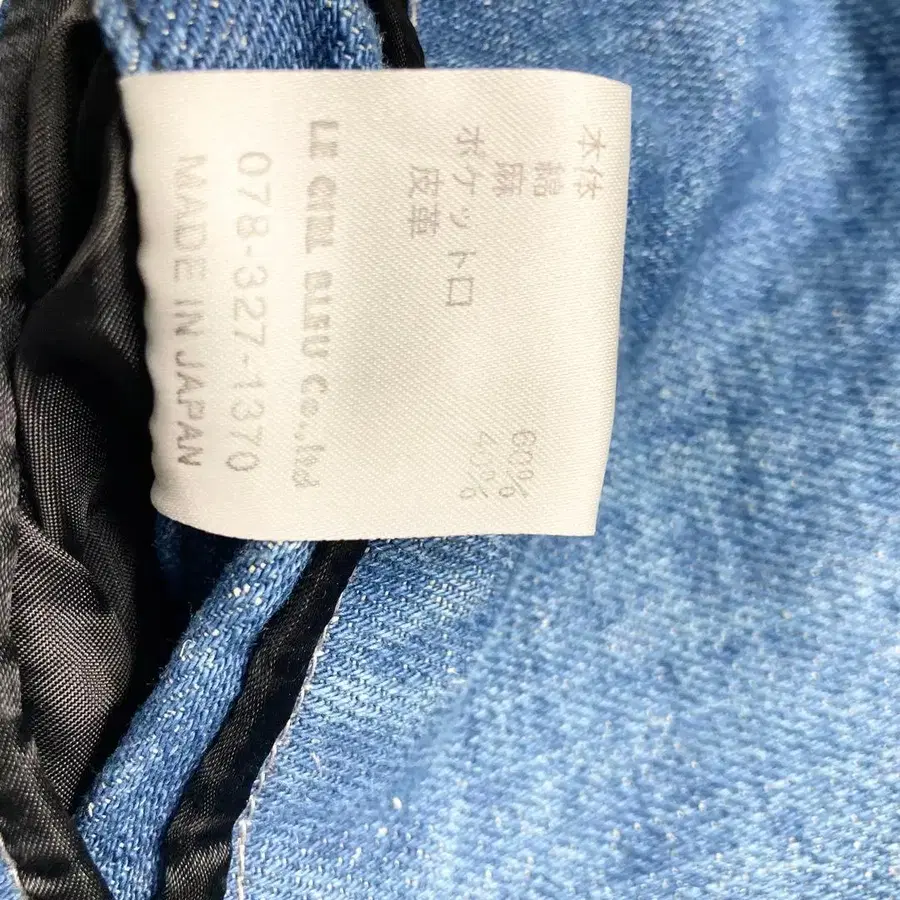 本体
綿 60%
麻 40%
ポケット口
皮革
LE CIEL BLEU Co.,ltd
078-327-1370
MADE IN JAPAN